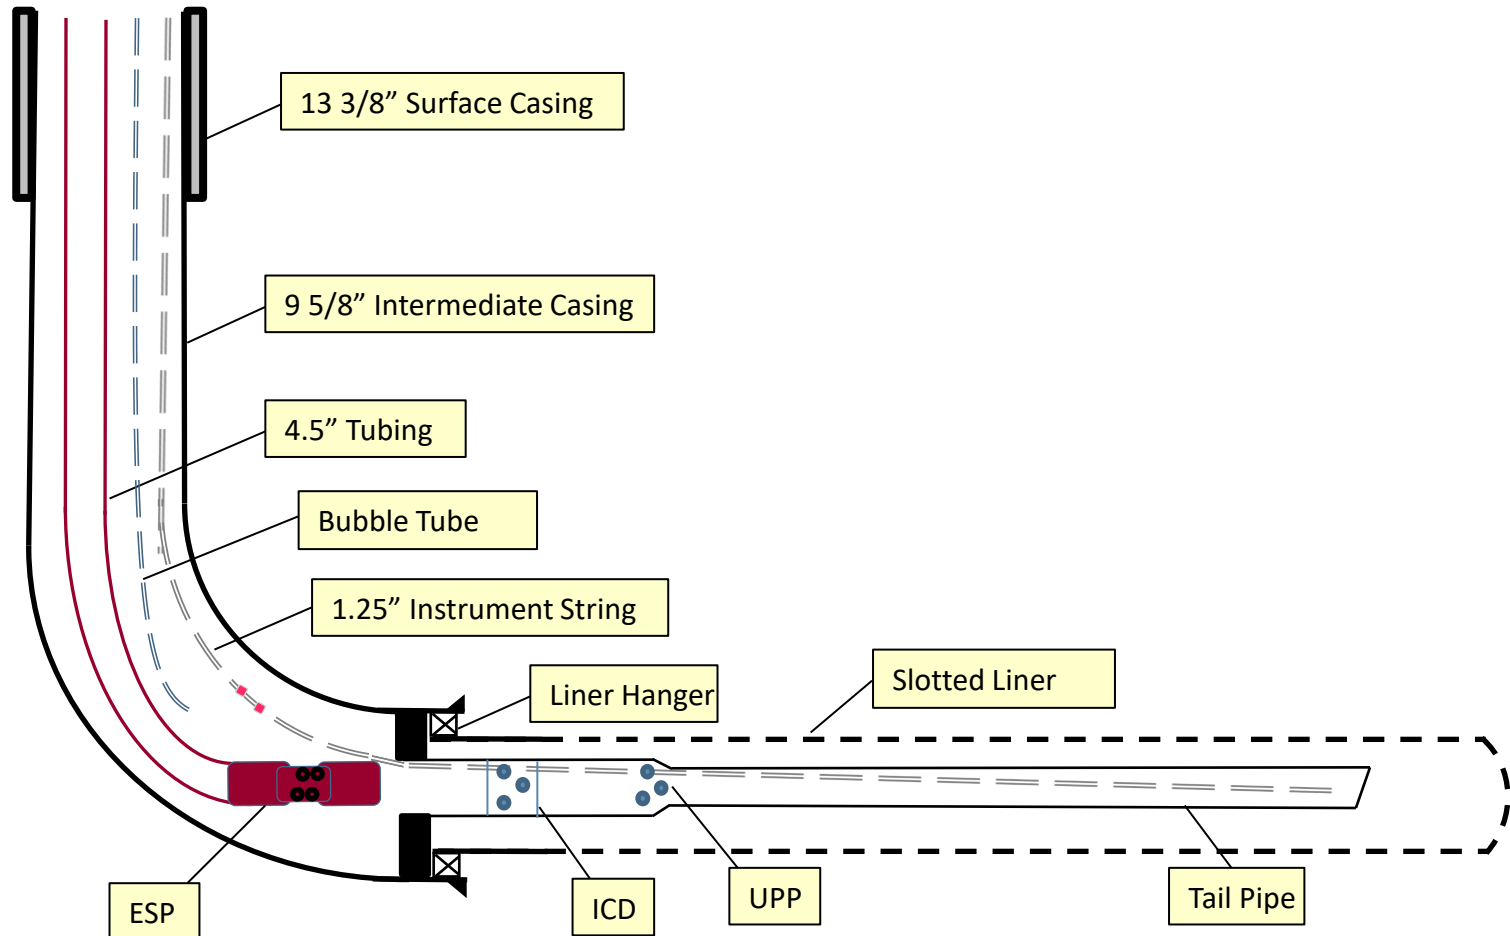 13 3/8” Surface Casing
9 5/8” Intermediate Casing
4.5” Tubing
Bubble Tube
1.25” Instrument String
Liner Hanger
Slotted Liner
ESP
ICD
UPP
Tail Pipe